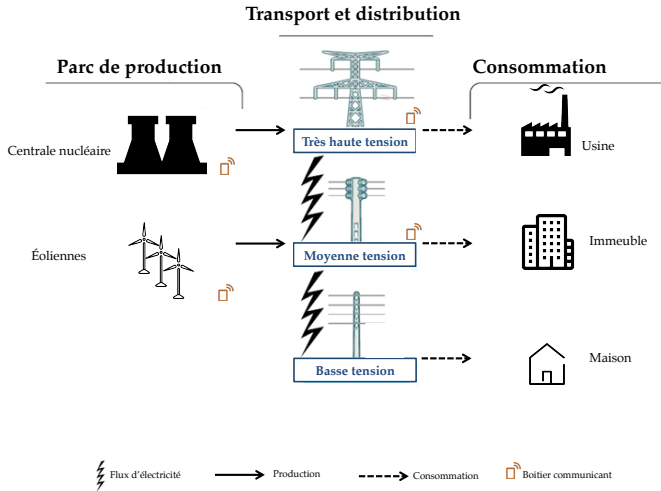 Transport et distribution
Parc de production
Consommation
Centrale nucléaire
Très haute tension
Usine
Éoliennes
Moyenne tension
Immeuble
Basse tension
Maison
Flux d'électricité
Production
Consommation
Boitier communicant